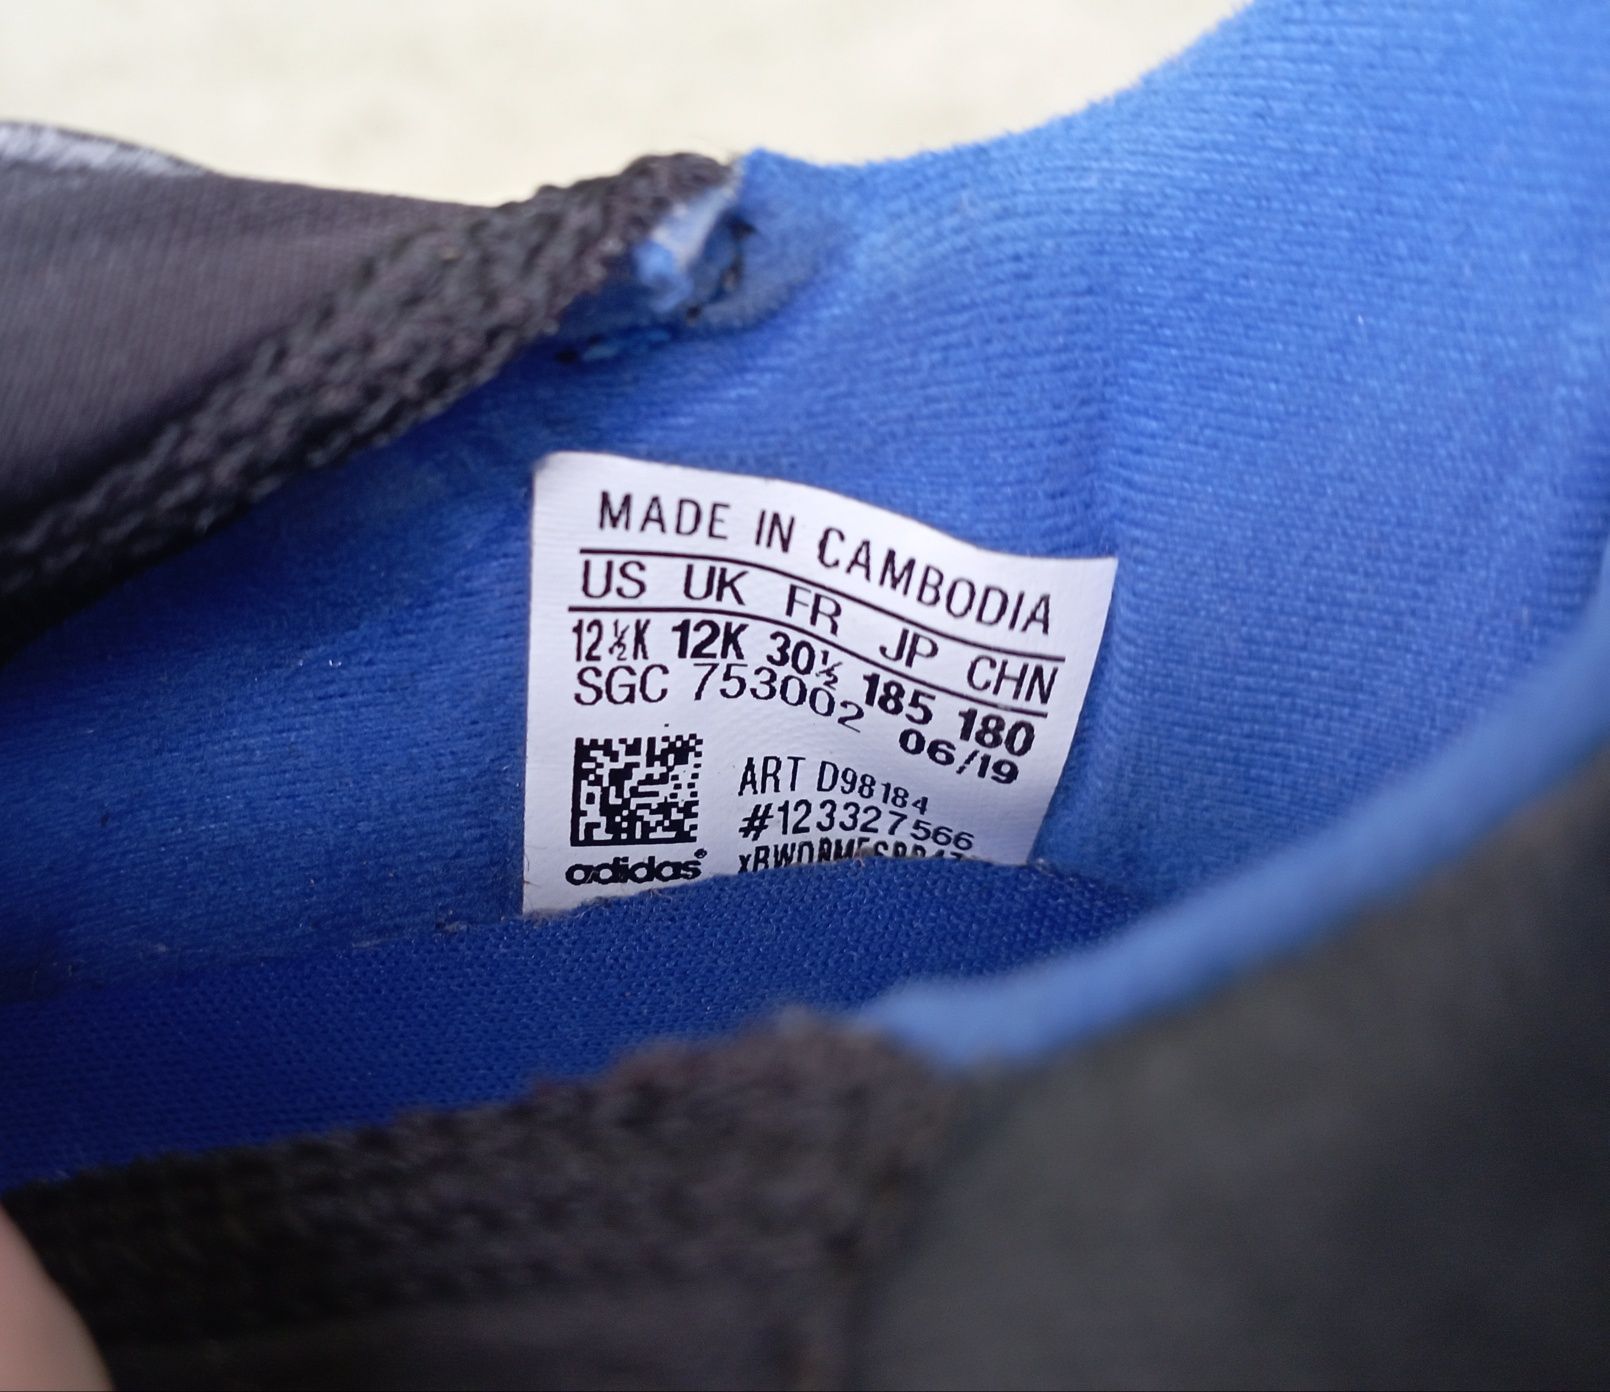 MADE IN CAMBODIA
US UK FR JP CHN
12½K 12K 30½ 185 180
SGC 753002 06/19
ART D98184
#123327566
adidas®